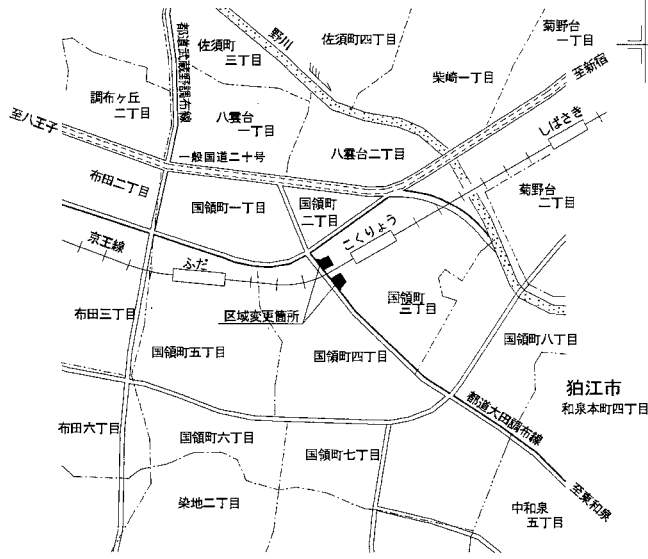 菊野台
一丁目
佐須町四丁目
野川
佐須町
三丁目
都道武蔵野調布線
柴崎一丁目
至新宿
調布ヶ丘
二丁目
至八王子
八雲台
一丁目
しばさき
一般国道二十号
八雲台二丁目
布田二丁目
国領町一丁目
国領町
二丁目
菊野台
二丁目
こくりょう
京王線
ふだ
国領町
三丁目
区域変更箇所
布田三丁目
国領町八丁目
国領町五丁目
国領町四丁目
狛江市
和泉本町四丁目
都道大田調布線
布田六丁目
国領町六丁目
国領町七丁目
至東和泉
染地二丁目
中和泉
五丁目